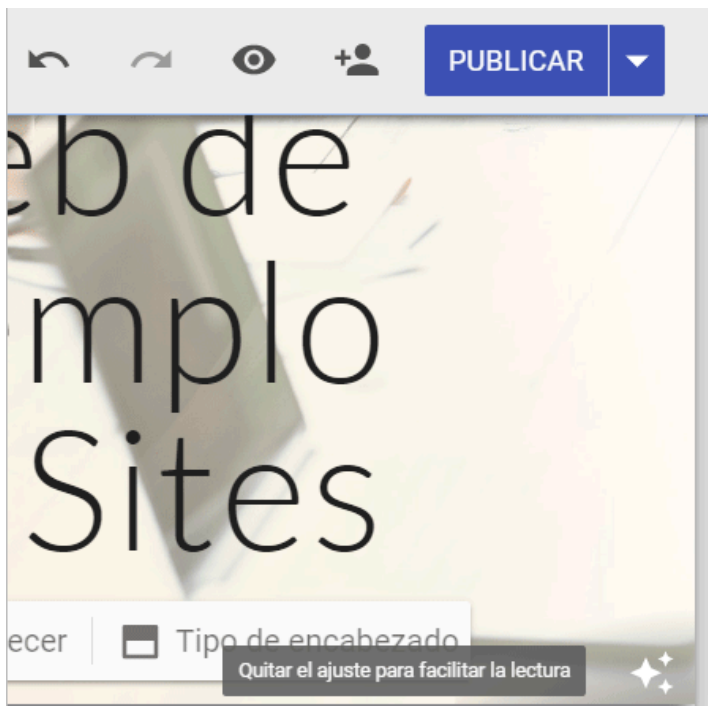 PUBLICAR
eb de
mplo
Sites
ecer
Tipo de encabezado
Quitar el ajuste para facilitar la lectura